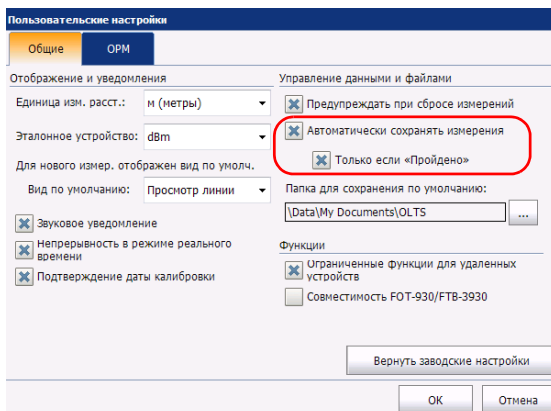 Пользовательские настройки
Общие
OPM
Отображение и уведомления
Единица изм. расст.:
м (метры)
Эталонное устройство:
dBm
Для нового измер. отображен вид по умолч.
Вид по умолчанию:
Просмотр линии
Звуковое уведомление
Непрерывность в режиме реального
времени
Подтверждение даты калибровки
Управление данными и файлами
Предупреждать при сбросе измерений
Автоматически сохранять измерения
Только если «Пройдено»
Папка для сохранения по умолчанию:
\Data\My Documents\OLTS
...
Функции
Ограниченные функции для удаленных
устройств
Совместимость FOT-930/FTB-3930
Вернуть заводские настройки
OK
Отмена